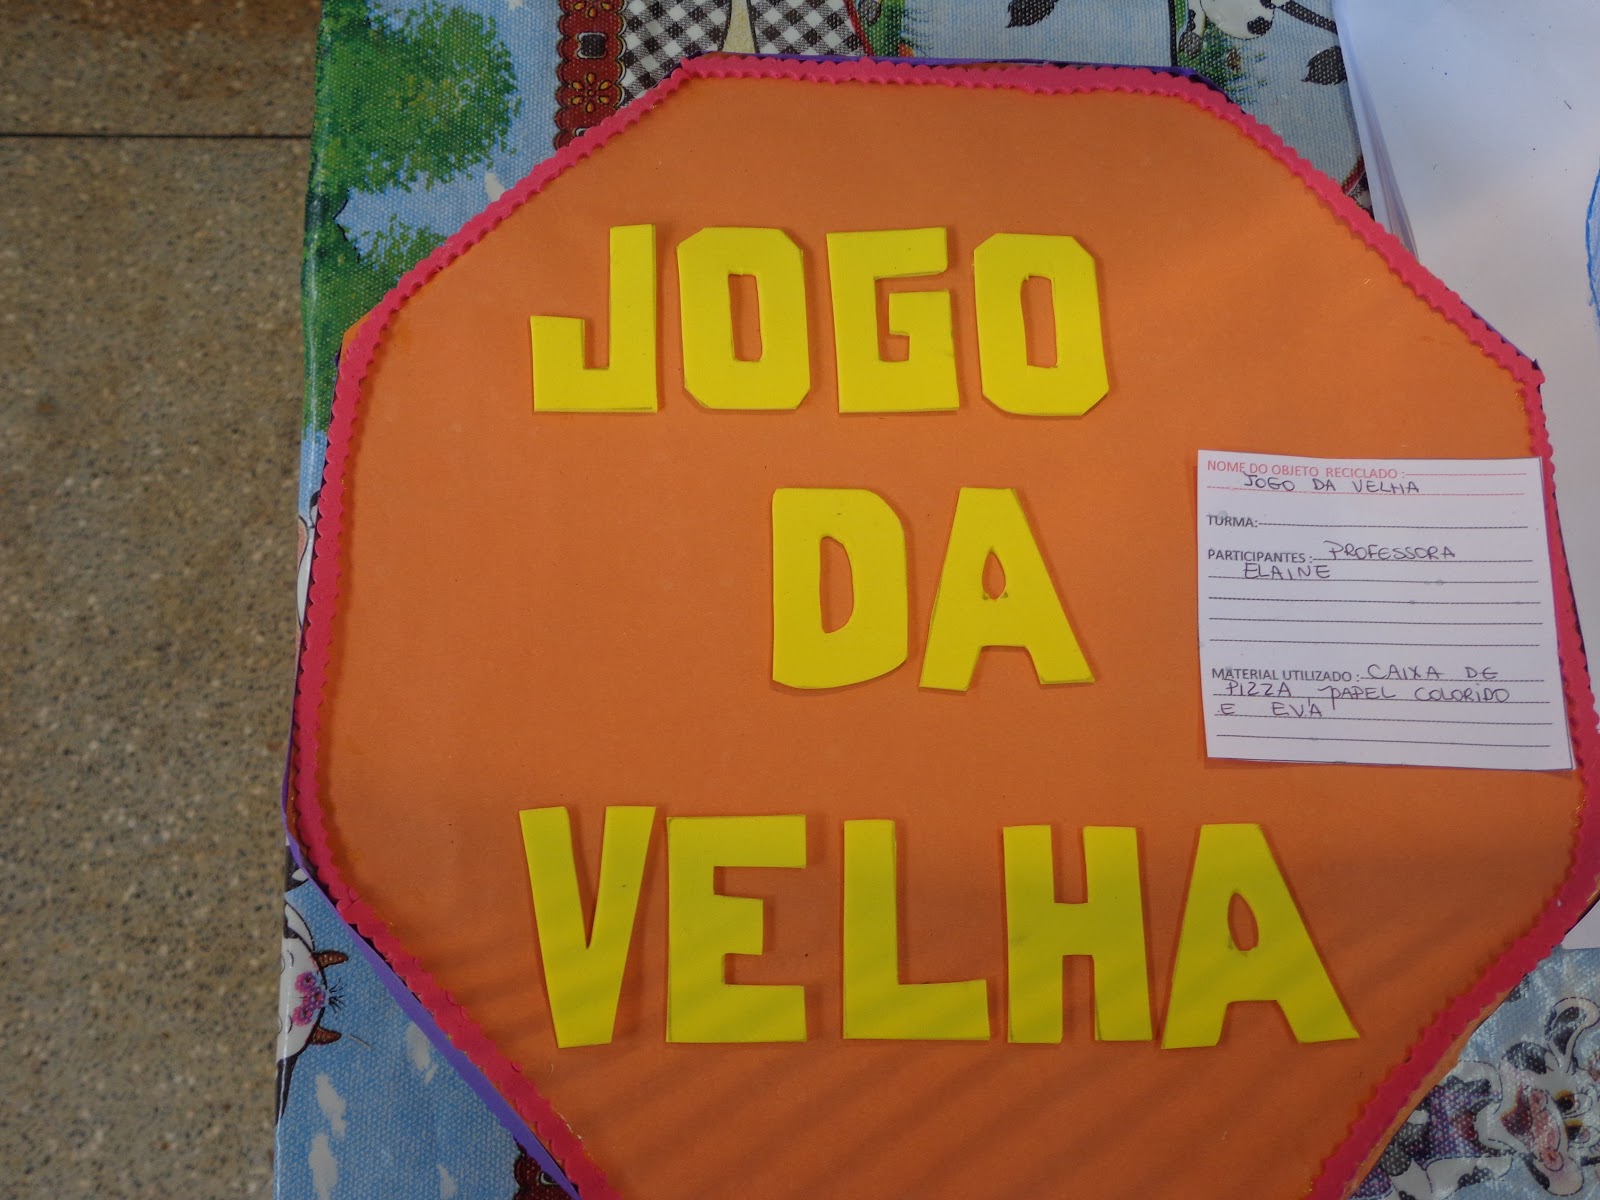 JOGO
DA
VELHA
NOME DO OBJETO RECICLADO :
JOGO DA VELHA
TURMA:
PARTICIPANTES : PROFESSORA
ELAINE
MATERIAL UTILIZADO : CAIXA DE
PIZZA, PAPEL COLORIDO
E EVA